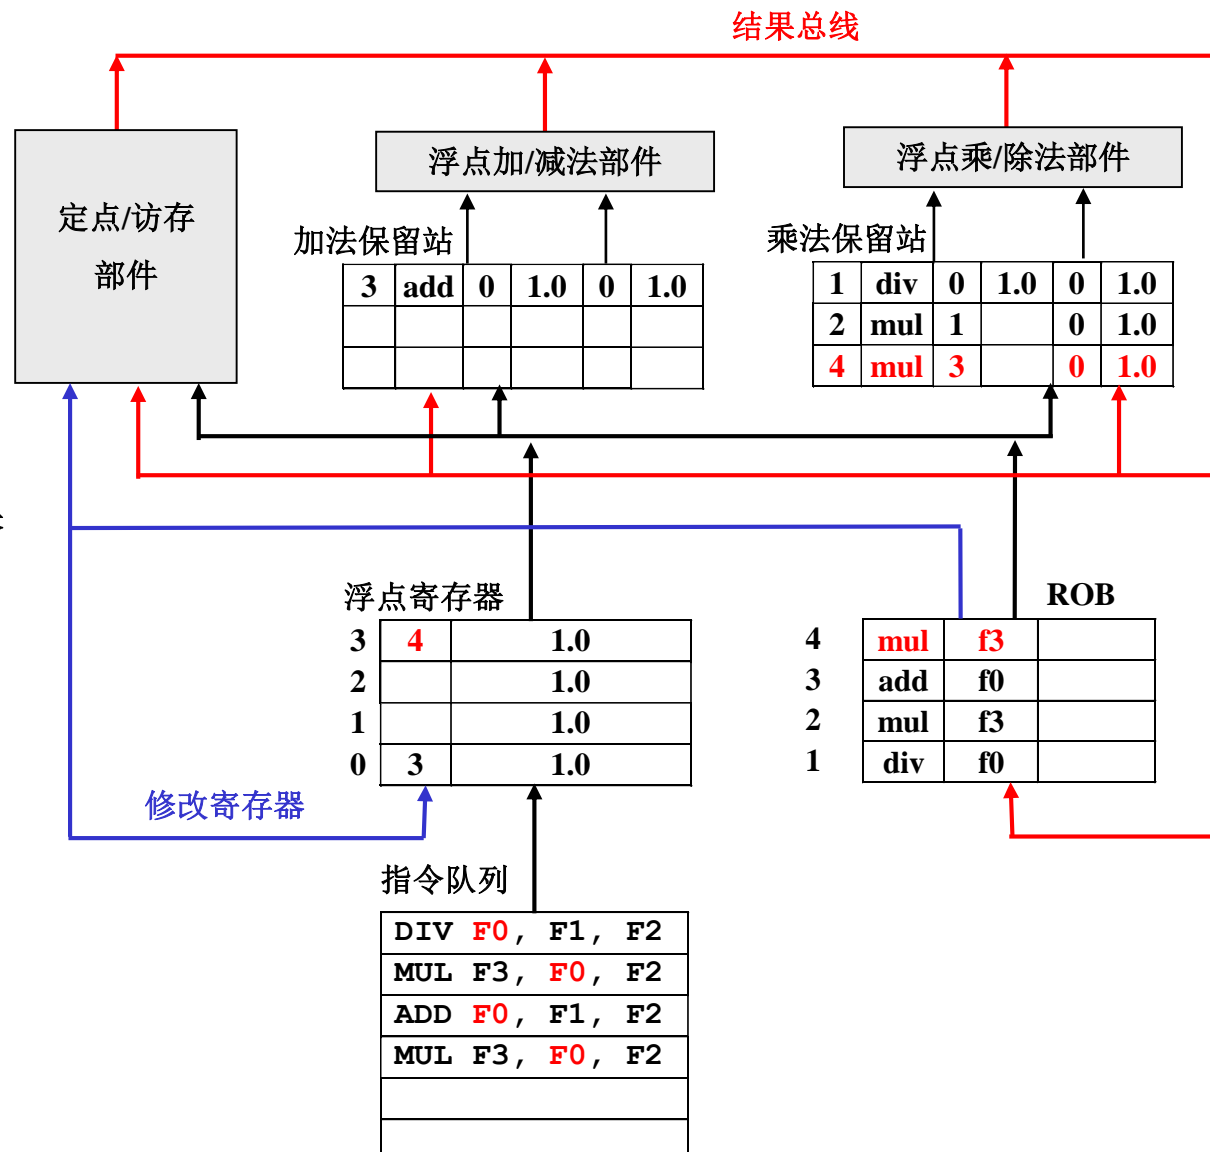 结果总线
定点/访存
部件
浮点加/减法部件
浮点乘/除法部件
加法保留站
3 add 0 1.0 0 1.0
乘法保留站
1 div 0 1.0 0 1.0
2 mul 1 0 1.0
4 mul 3 0 1.0
浮点寄存器
3 4 1.0
2 1.0
1 1.0
0 3 1.0
ROB
4 mul f3
3 add f0
2 mul f3
1 div f0
修改寄存器
指令队列
DIV F0, F1, F2
MUL F3, F0, F2
ADD F0, F1, F2
MUL F3, F0, F2